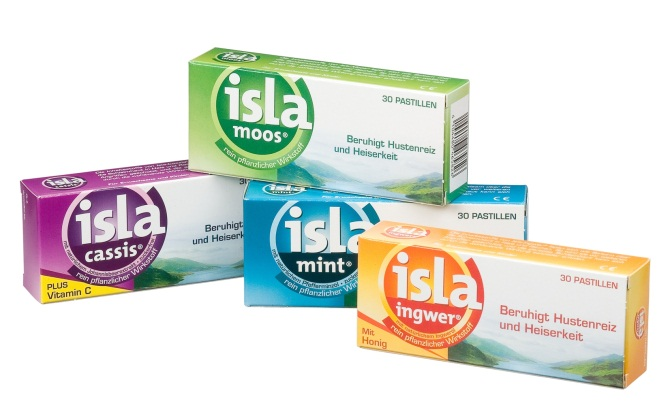 isla
moos®
rein pflanzlicher Wirkstoff
30 PASTILLEN
Beruhigt Hustenreiz
und Heiserkeit
isla
cassis®
rein pflanzlicher Wirkstoff
PLUS
Vitamin C
Beruhigt
und H
isla
mint®
rein pflanzlicher Wirkstoff
30 PASTILLEN
isla
ingwer®
rein pflanzlicher Wirkstoff
Mit
Honig
30 PASTILLEN
Beruhigt Hustenreiz
und Heiserkeit